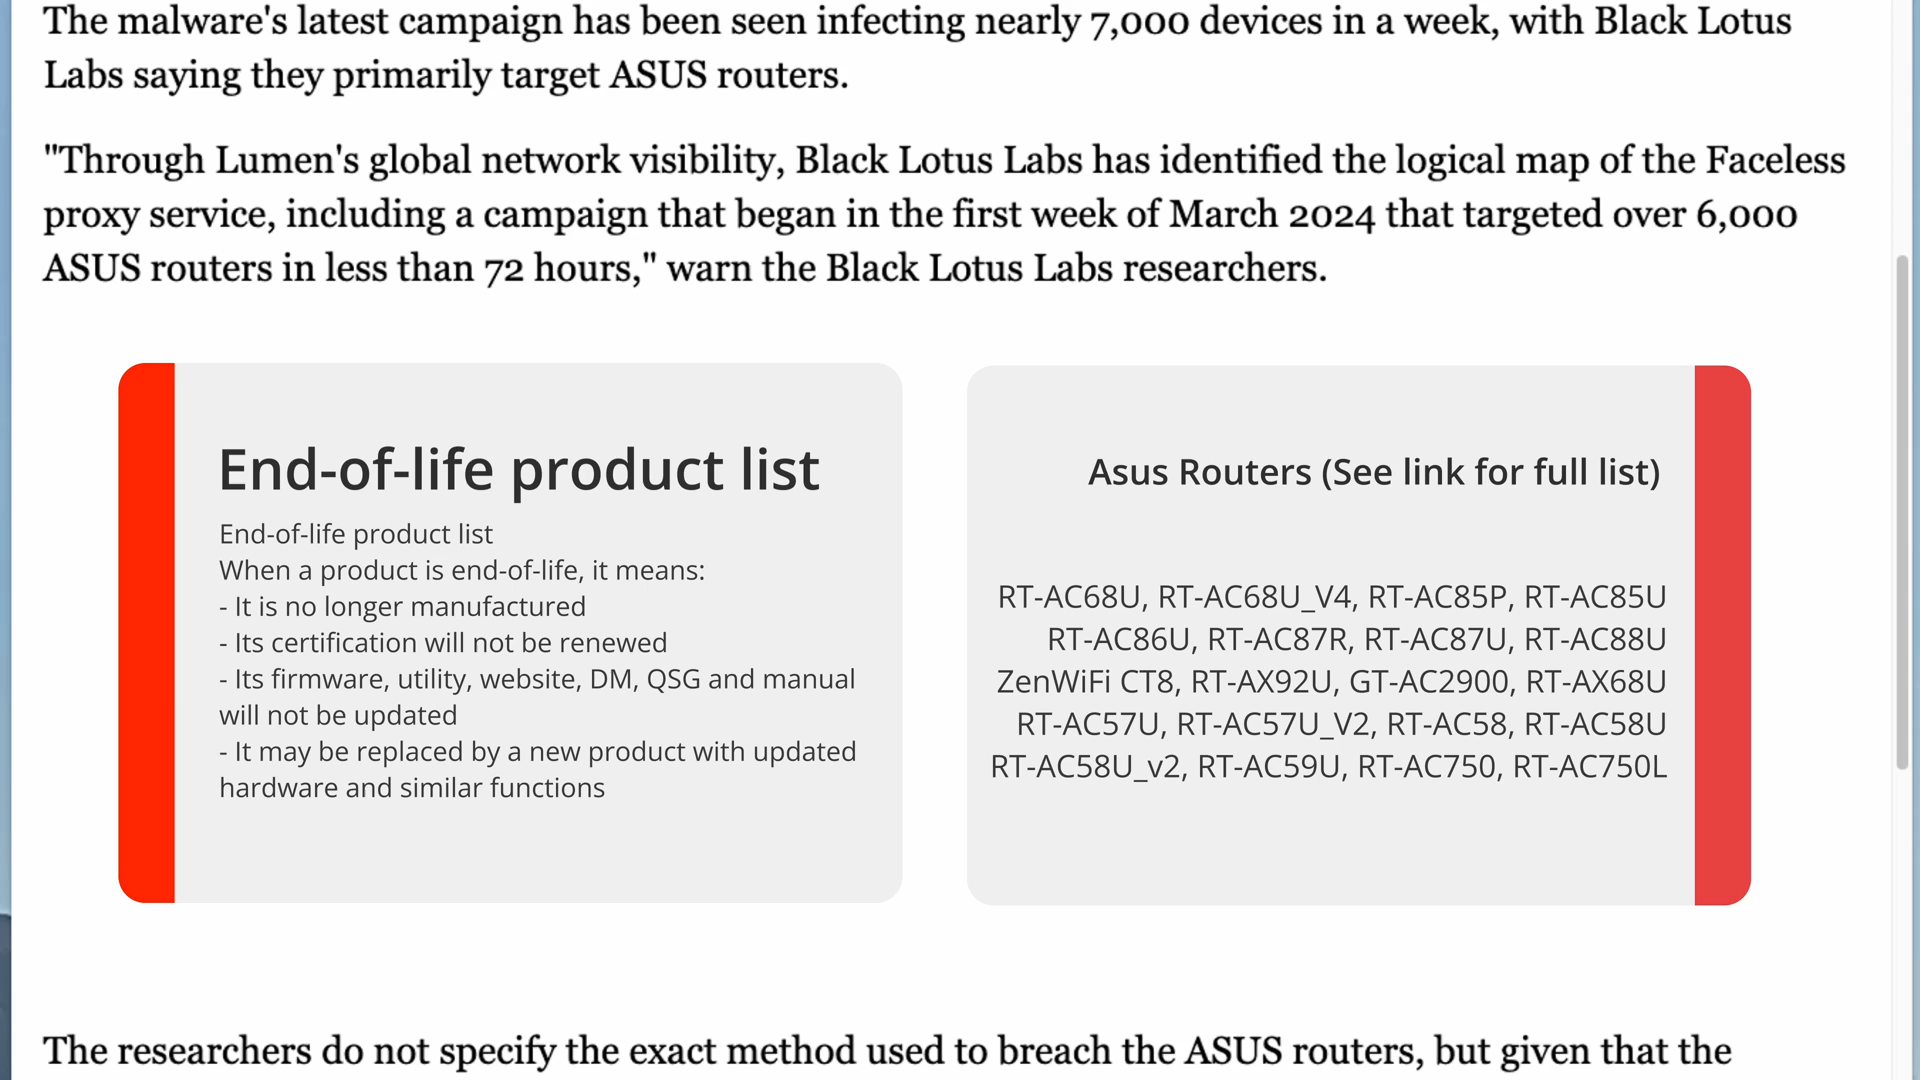 The malware's latest campaign has been seen infecting nearly 7,000 devices in a week, with Black Lotus
Labs saying they primarily target ASUS routers.
"Through Lumen's global network visibility, Black Lotus Labs has identified the logical map of the Faceless
proxy service, including a campaign that began in the first week of March 2024 that targeted over 6,000
ASUS routers in less than 72 hours," warn the Black Lotus Labs researchers.
End-of-life product list
End-of-life product list
When a product is end-of-life, it means:
- It is no longer manufactured
- Its certification will not be renewed
- Its firmware, utility, website, DM, QSG and manual
will not be updated
- It may be replaced by a new product with updated
hardware and similar functions
Asus Routers (See link for full list)
RT-AC68U, RT-AC68U_V4, RT-AC85P, RT-AC85U
RT-AC86U, RT-AC87R, RT-AC87U, RT-AC88U
ZenWiFi CT8, RT-AX92U, GT-AC2900, RT-AX68U
RT-AC57U, RT-AC57U_V2, RT-AC58, RT-AC58U
RT-AC58U_v2, RT-AC59U, RT-AC750, RT-AC750L
The researchers do not specify the exact method used to breach the ASUS routers, but given that the